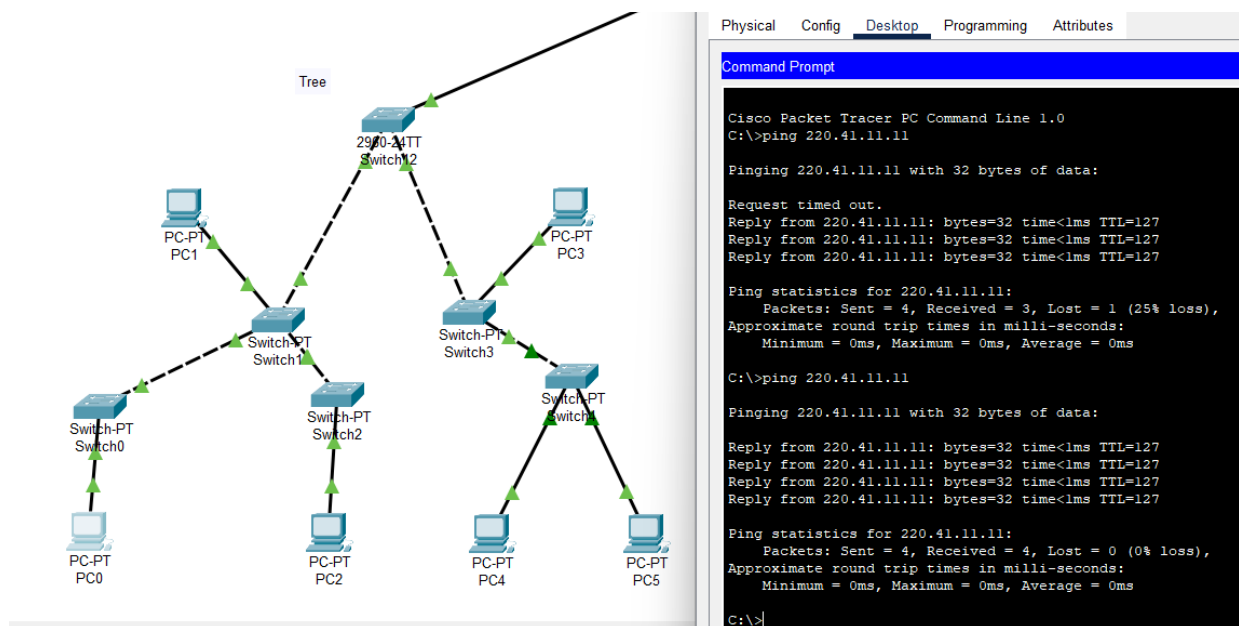 Tree
2960-24TT
Switch12
PC-PT
PC1
PC-PT
PC3
Switch-PT
Switch1
Switch-PT
Switch3
Switch-PT
Switch0
Switch-PT
Switch2
Switch-PT
Switch4
PC-PT
PC0
PC-PT
PC2
PC-PT
PC4
PC-PT
PC5
Physical Config Desktop Programming Attributes
Command Prompt
Cisco Packet Tracer PC Command Line 1.0
C:\>ping 220.41.11.11
Pinging 220.41.11.11 with 32 bytes of data:
Request timed out.
Reply from 220.41.11.11: bytes=32 time<1ms TTL=127
Reply from 220.41.11.11: bytes=32 time<1ms TTL=127
Reply from 220.41.11.11: bytes=32 time<1ms TTL=127
Ping statistics for 220.41.11.11:
Packets: Sent = 4, Received = 3, Lost = 1 (25% loss),
Approximate round trip times in milli-seconds:
Minimum = 0ms, Maximum = 0ms, Average = 0ms
C:\>ping 220.41.11.11
Pinging 220.41.11.11 with 32 bytes of data:
Reply from 220.41.11.11: bytes=32 time<1ms TTL=127
Reply from 220.41.11.11: bytes=32 time<1ms TTL=127
Reply from 220.41.11.11: bytes=32 time<1ms TTL=127
Reply from 220.41.11.11: bytes=32 time<1ms TTL=127
Ping statistics for 220.41.11.11:
Packets: Sent = 4, Received = 4, Lost = 0 (0% loss),
Approximate round trip times in milli-seconds:
Minimum = 0ms, Maximum = 0ms, Average = 0ms
C:\>